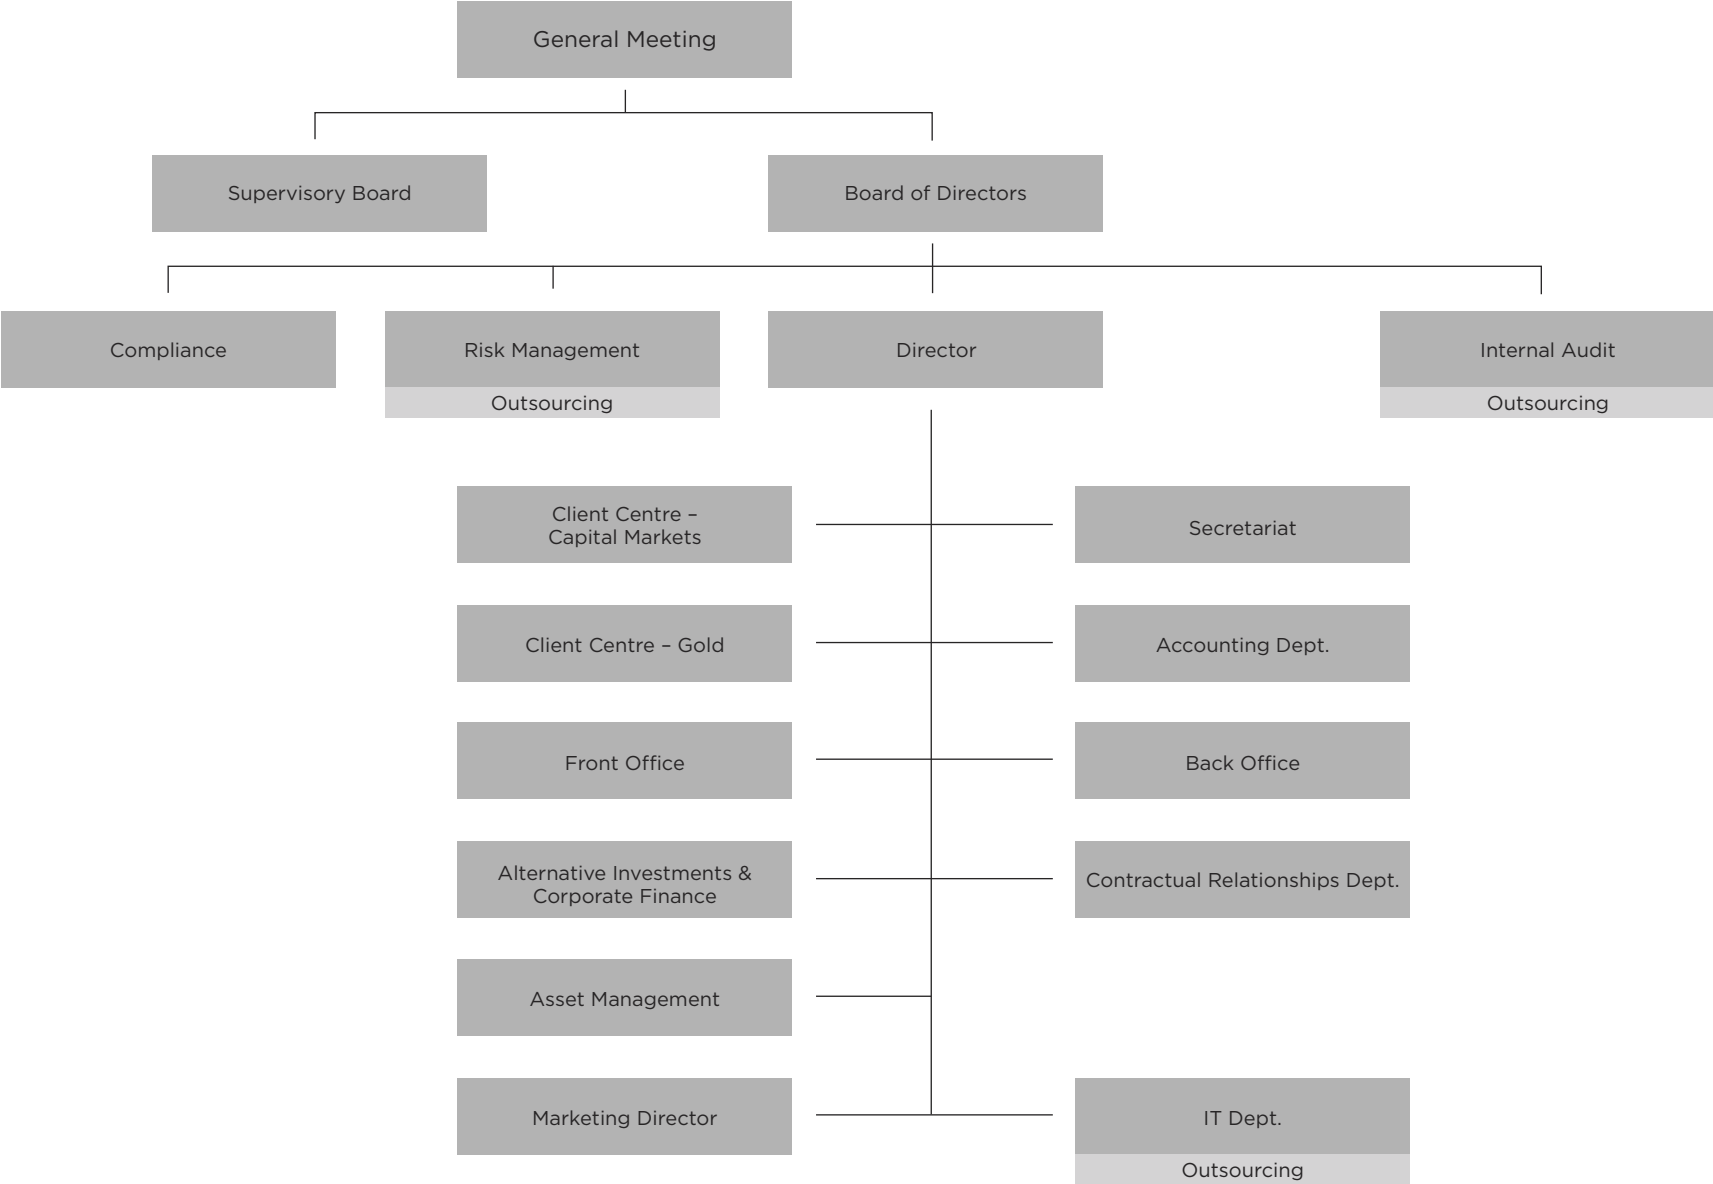 General Meeting
Supervisory Board
Board of Directors
Compliance
Risk Management
Outsourcing
Director
Internal Audit
Outsourcing
Client Centre –
Capital Markets
Secretariat
Client Centre – Gold
Accounting Dept.
Front Office
Back Office
Alternative Investments &
Corporate Finance
Contractual Relationships Dept.
Asset Management
Marketing Director
IT Dept.
Outsourcing